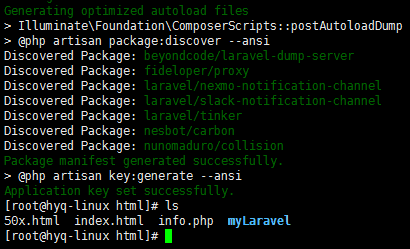 Generating optimized autoload files
> Illuminate\Foundation\ComposerScripts::postAutoloadDump
> @php artisan package:discover --ansi
Discovered Package: beyondcode/laravel-dump-server
Discovered Package: fideloper/proxy
Discovered Package: laravel/nexmo-notification-channel
Discovered Package: laravel/slack-notification-channel
Discovered Package: laravel/tinker
Discovered Package: nesbot/carbon
Discovered Package: nunomaduro/collision
Package manifest generated successfully.
> @php artisan key:generate --ansi
Application key set successfully.
[root@hyq-linux html]# ls
50x.html  index.html  info.php  myLaravel
[root@hyq-linux html]#